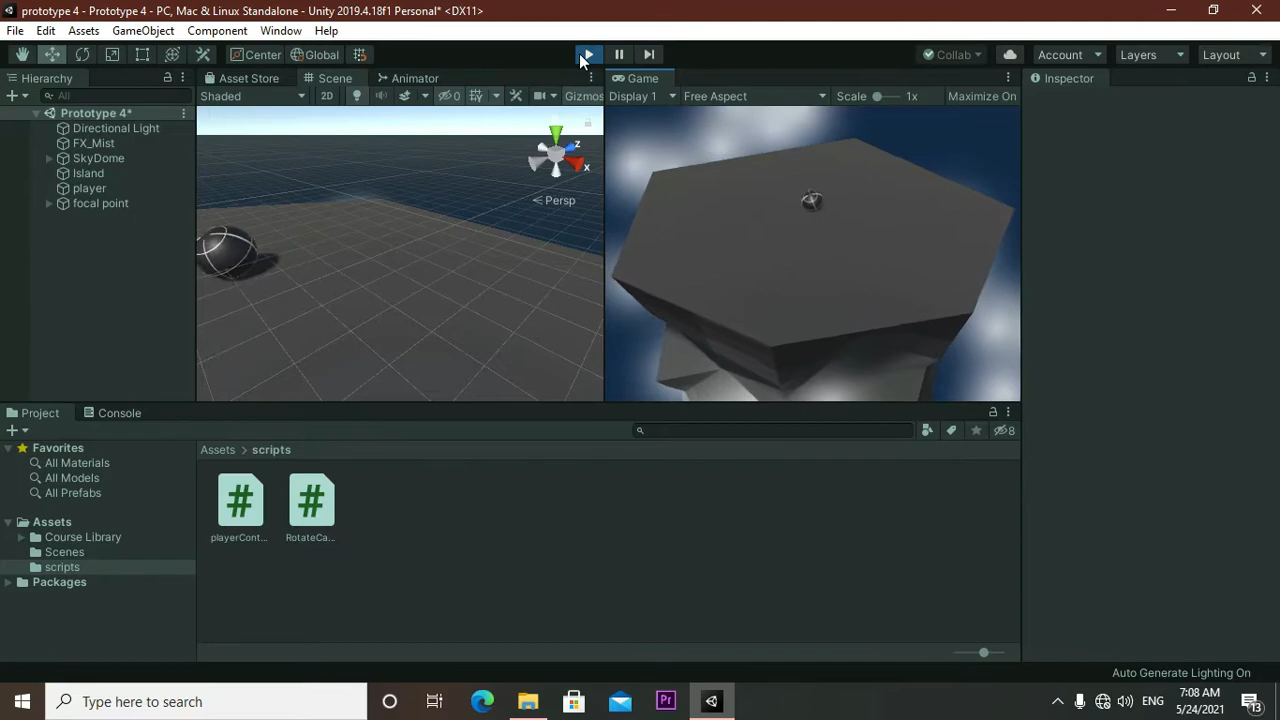 prototype 4 - Prototype 4 - PC, Mac & Linux Standalone - Unity 2019.4.18f1 Personal* <DX11>
File Edit Assets GameObject Component Window Help
Center Global Collab Account Layers Layout
Hierarchy Asset Store Scene Animator Game Inspector
All Shaded 2D 0 Gizmos Display 1 Free Aspect Scale 1x Maximize On
Prototype 4*
Directional Light
FX_Mist
SkyDome
Island
player
focal point
z
x
Persp
Project Console
8
Favorites
All Materials
All Models
All Prefabs
Assets
Course Library
Scenes
scripts
Packages
Assets > scripts
#
#
playerCont...
RotateCa...
Auto Generate Lighting On
Type here to search
Pr
ENG
7:08 AM
5/24/2021
13